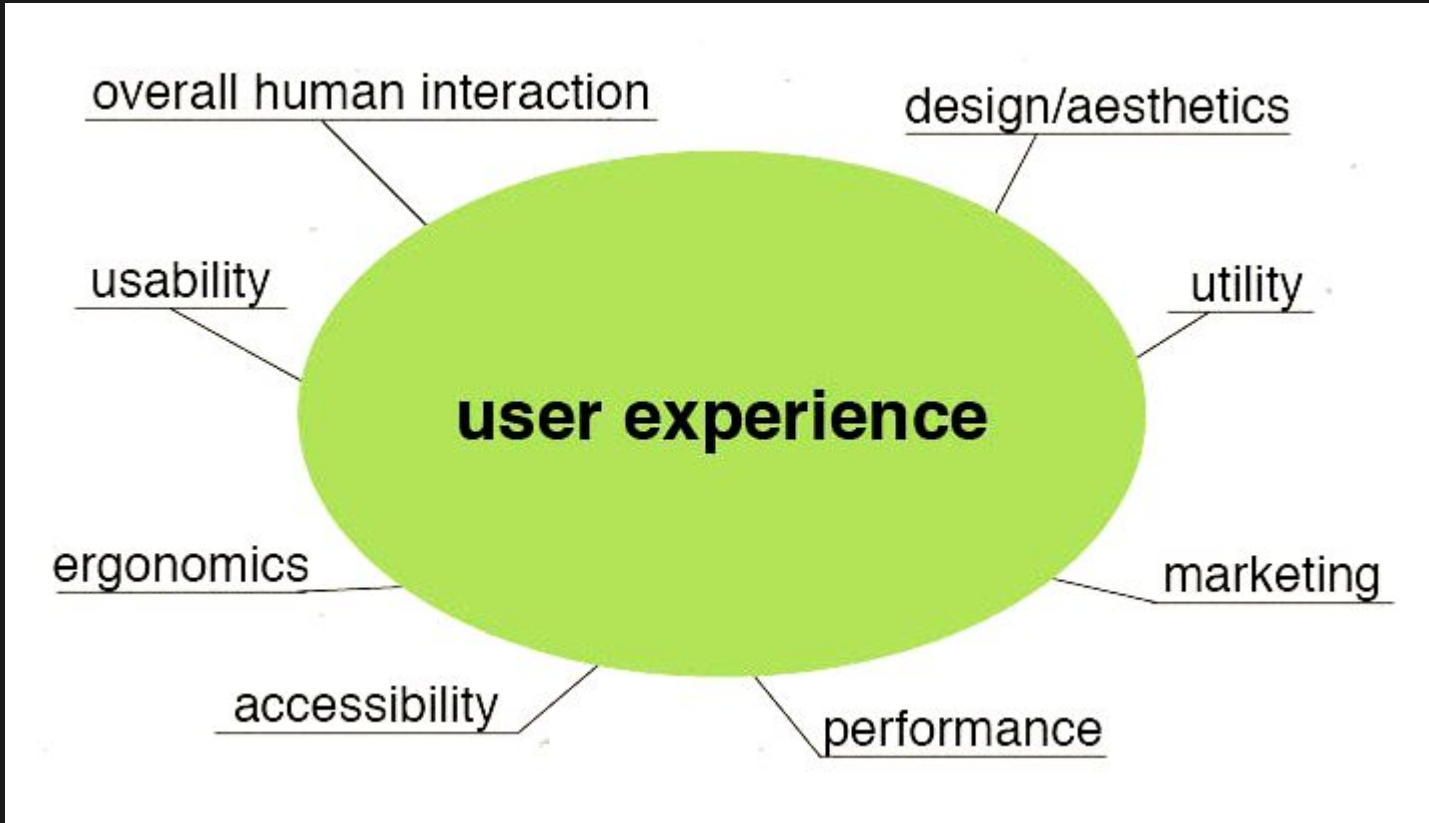 overall human interaction
design/aesthetics
usability
utility
user experience
ergonomics
marketing
accessibility
performance